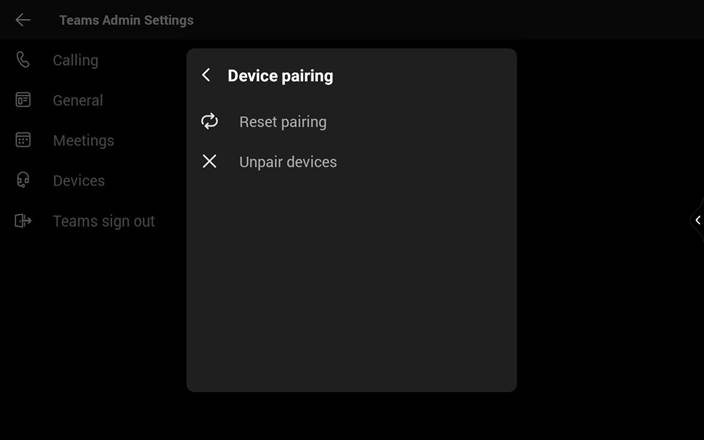 Teams Admin Settings
Calling
General
Meetings
Devices
Teams sign out
Device pairing
Reset pairing
Unpair devices